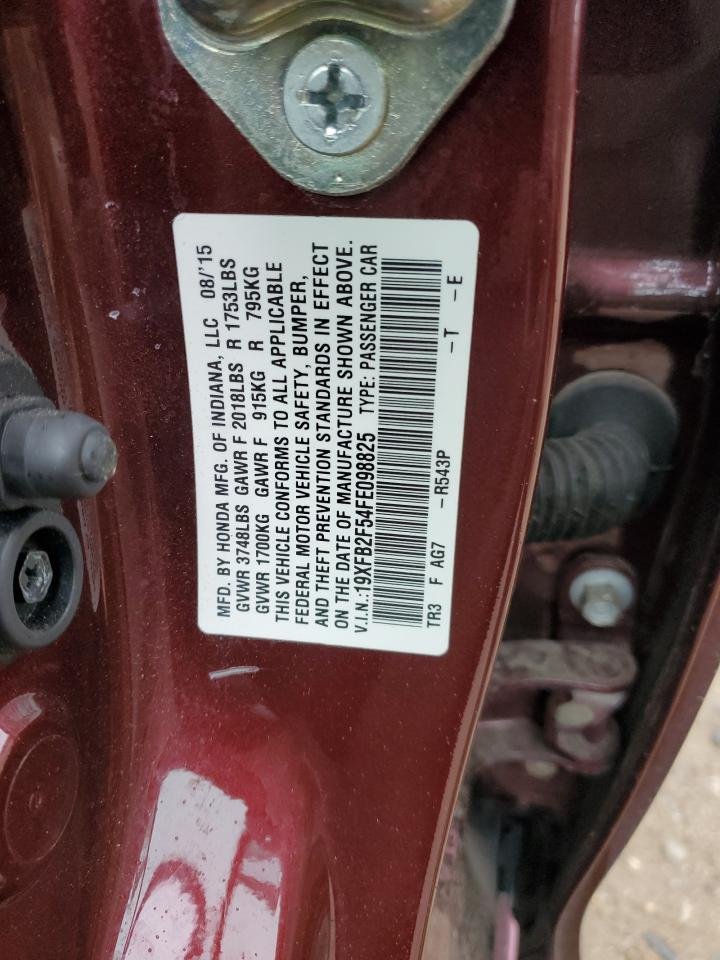 MFD. BY HONDA MFG. OF INDIANA, LLC 08/'15
GVWR 3748LBS GAWR F 2018LBS R 1753LBS
GVWR 1700KG GAWR F 915KG R 795KG
THIS VEHICLE CONFORMS TO ALL APPLICABLE
FEDERAL MOTOR VEHICLE SAFETY, BUMPER,
AND THEFT PREVENTION STANDARDS IN EFFECT
ON THE DATE OF MANUFACTURE SHOWN ABOVE.
V.I.N.:19XFB2F54FE098825 TYPE: PASSENGER CAR
TR3 F AG7 -R543P -T -E